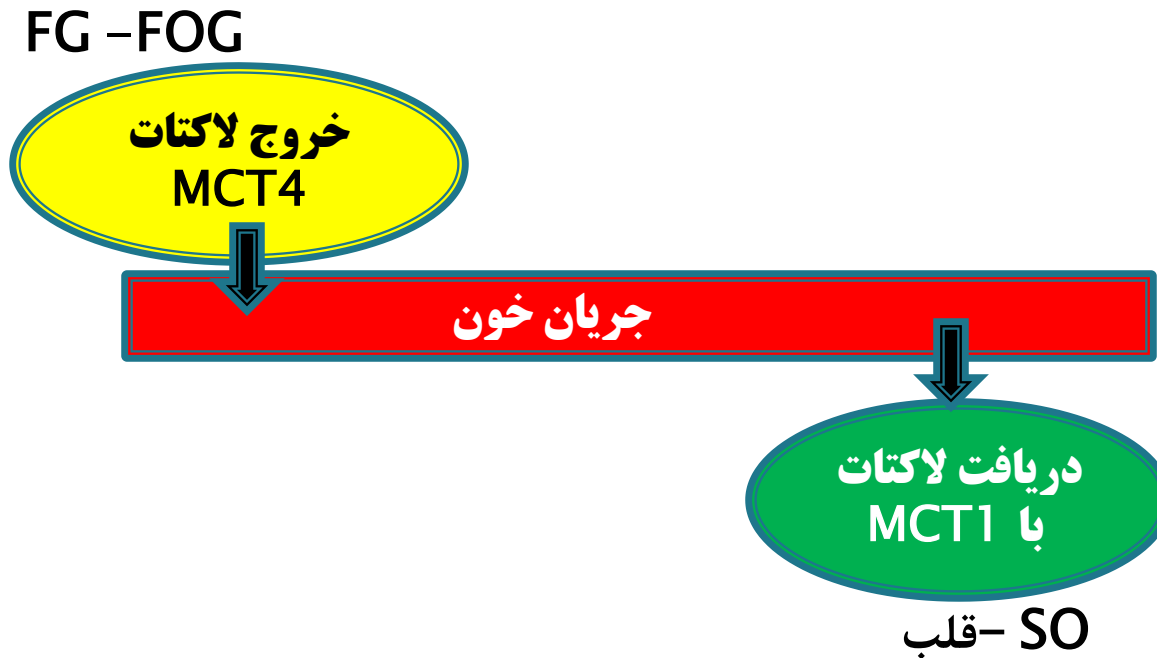 FG –FOG
خروج لاکتات
MCT4
جریان خون
دریافت لاکتات
با MCT1
SO –قلب